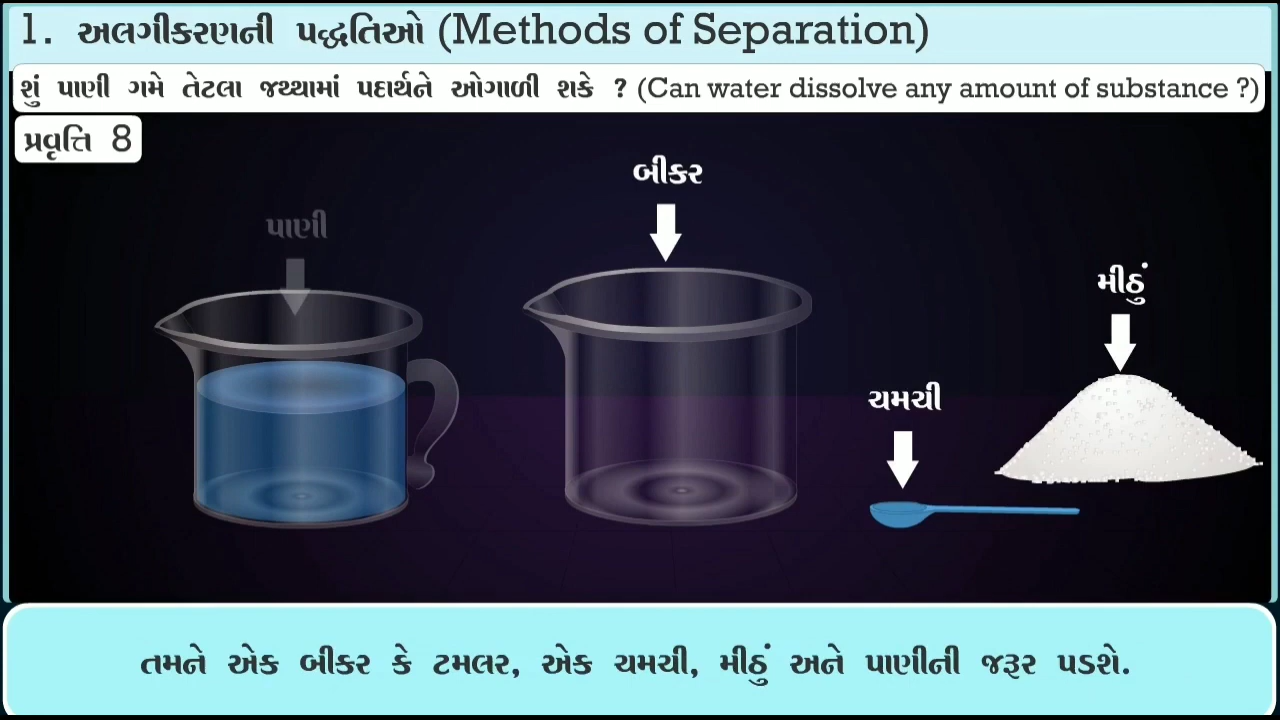 1. અલગીકરણની પદ્ધતિઓ (Methods of Separation)
શું પાણી ગમે તેટલા જથ્થામાં પદાર્થને ઓગાળી શકે ? (Can water dissolve any amount of substance ?)
પ્રવૃત્તિ 8
બીકર
પાણી
મીઠું
ચમચી
તમને એક બીકર કે ટમલર, એક ચમચી, મીઠું અને પાણીની જરૂર પડશે.